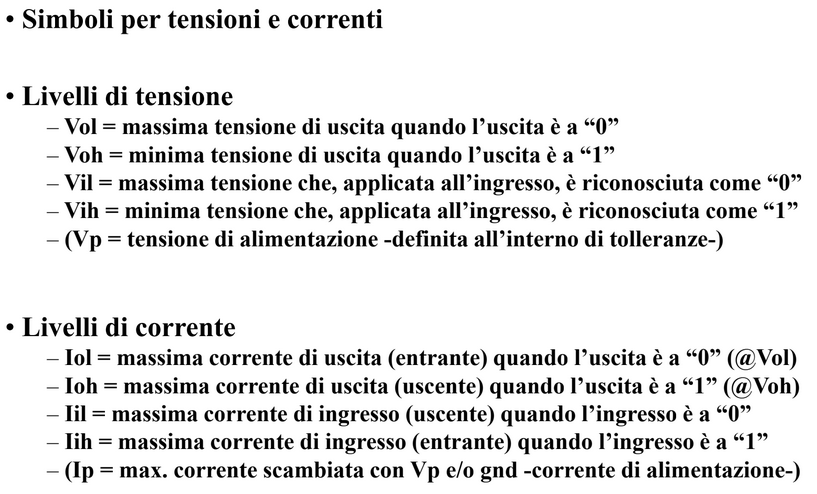 • Simboli per tensioni e correnti
• Livelli di tensione
– Vol = massima tensione di uscita quando l’uscita è a “0”
– Voh = minima tensione di uscita quando l’uscita è a “1”
– Vil = massima tensione che, applicata all’ingresso, è riconosciuta come “0”
– Vih = minima tensione che, applicata all’ingresso, è riconosciuta come “1”
– (Vp = tensione di alimentazione -definita all’interno di tolleranze-)
• Livelli di corrente
– Iol = massima corrente di uscita (entrante) quando l’uscita è a “0” (@Vol)
– Ioh = massima corrente di uscita (uscente) quando l’uscita è a “1” (@Voh)
– Iil = massima corrente di ingresso (uscente) quando l’ingresso è a “0”
– Iih = massima corrente di ingresso (entrante) quando l’ingresso è a “1”
– (Ip = max. corrente scambiata con Vp e/o gnd -corrente di alimentazione-)